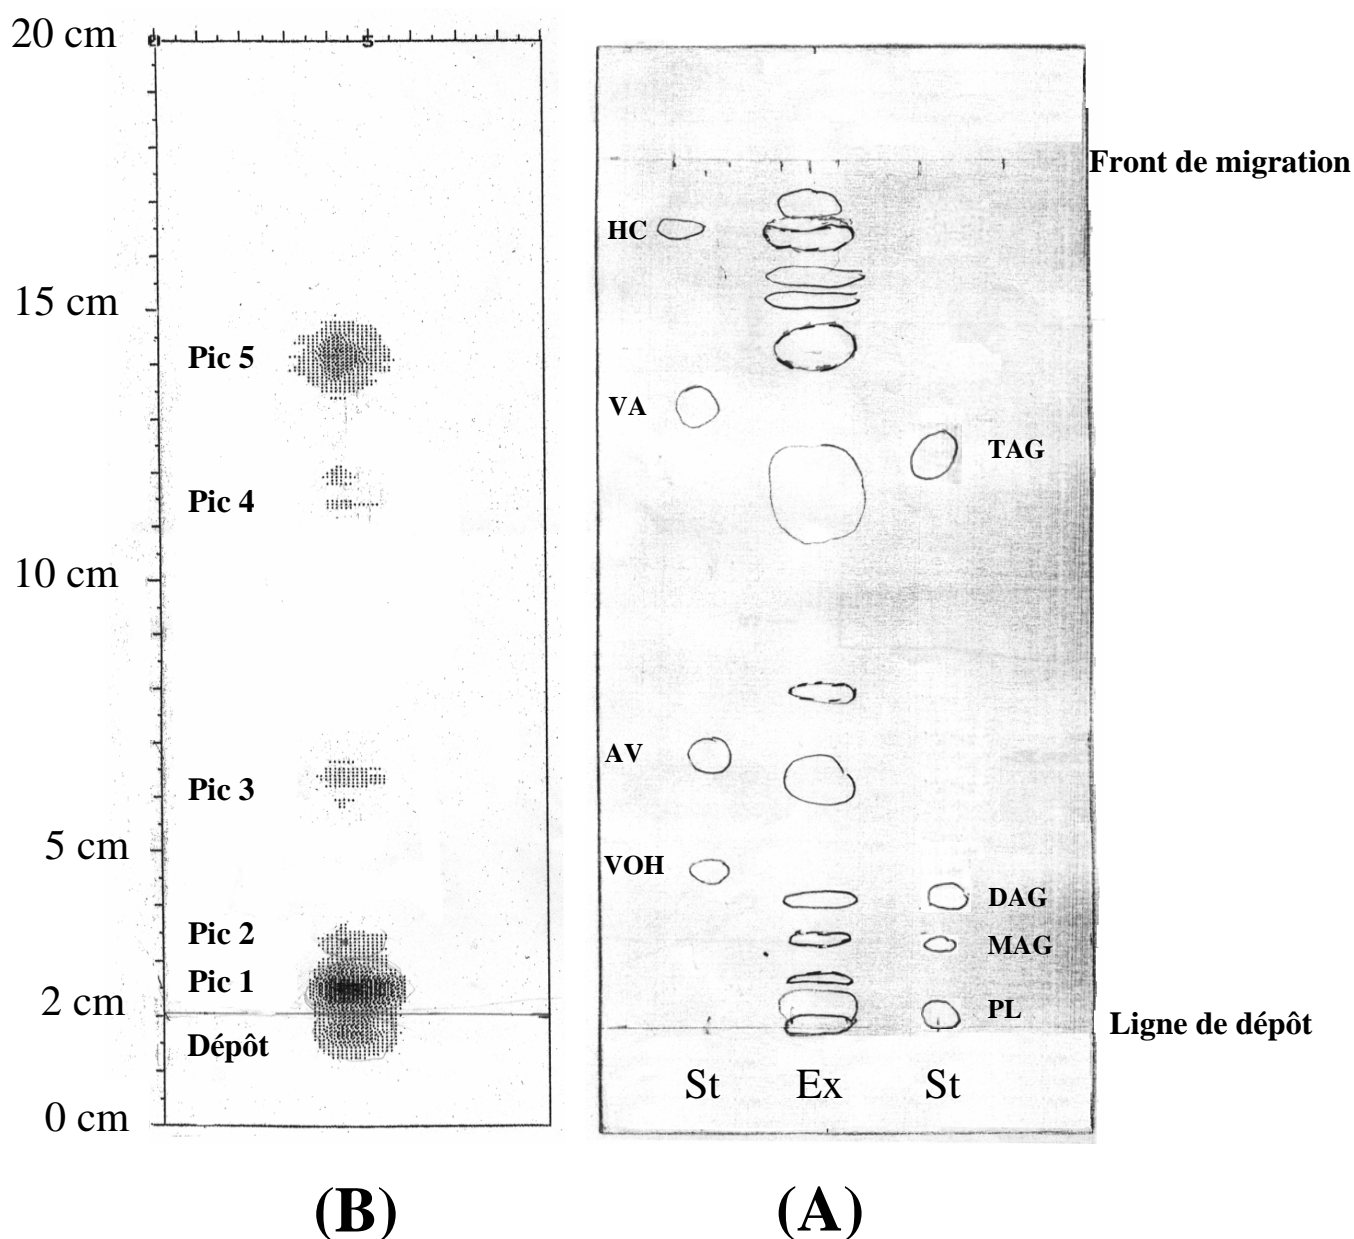 20 cm
5
15 cm
Pic 5
Pic 4
10 cm
Pic 3
5 cm
Pic 2
Pic 1
2 cm
Dépôt
0 cm
(B)
Front de migration
HC
VA
TAG
AV
VOH
DAG
MAG
PL
Ligne de dépôt
St Ex St
(A)